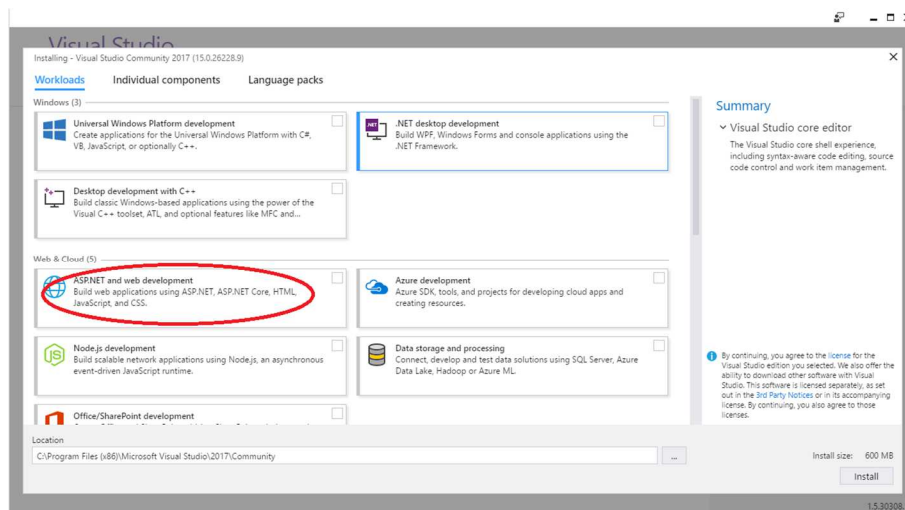 Visual Studio
Installing - Visual Studio Community 2017 (15.0.26228.9)
Workloads Individual components Language packs
Windows (3)
Universal Windows Platform development
Create applications for the Universal Windows Platform with C#,
VB, JavaScript, or optionally C++.
.NET
.NET desktop development
Build WPF, Windows Forms and console applications using the
.NET Framework.
Desktop development with C++
Build classic Windows-based applications using the power of the
Visual C++ toolset, ATL, and optional features like MFC and...
Web & Cloud (5)
ASP.NET and web development
Build web applications using ASP.NET, ASP.NET Core, HTML,
JavaScript, and CSS.
Azure development
Azure SDK, tools, and projects for developing cloud apps and
creating resources.
JS
Node.js development
Build scalable network applications using Node.js, an asynchronous
event-driven JavaScript runtime.
Data storage and processing
Connect, develop and test data solutions using SQL Server, Azure
Data Lake, Hadoop or Azure ML.
Office/SharePoint development
Summary
Visual Studio core editor
The Visual Studio core shell experience,
including syntax-aware code editing, source
code control and work item management.
By continuing, you agree to the license for the
Visual Studio edition you selected. We also offer the
ability to download other software with Visual
Studio. This software is licensed separately, as set
out in the 3rd Party Notices or in its accompanying
license. By continuing, you also agree to those
licenses.
Location
C:\Program Files (x86)\Microsoft Visual Studio\2017\Community
...
Install size: 600 MB
Install
1.5.30308.